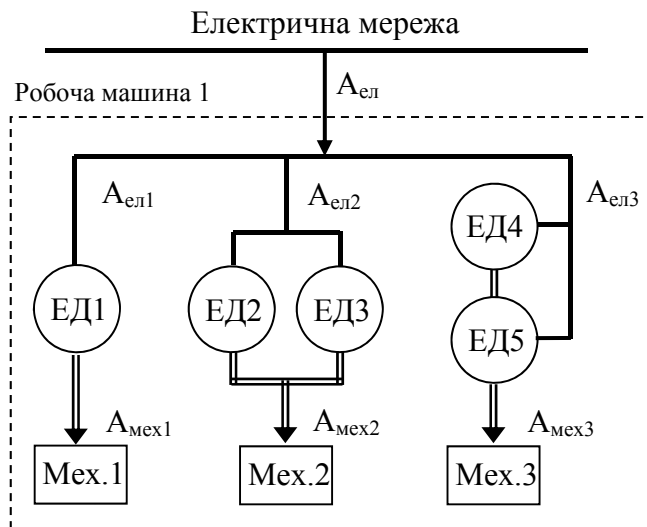 Електрична мережа
Aел
Робоча машина 1
Aел1
Aел2
Aел3
ЕД4
ЕД1
ЕД2
ЕД3
ЕД5
Aмех1
Aмех2
Aмех3
Мех.1
Мех.2
Мех.3